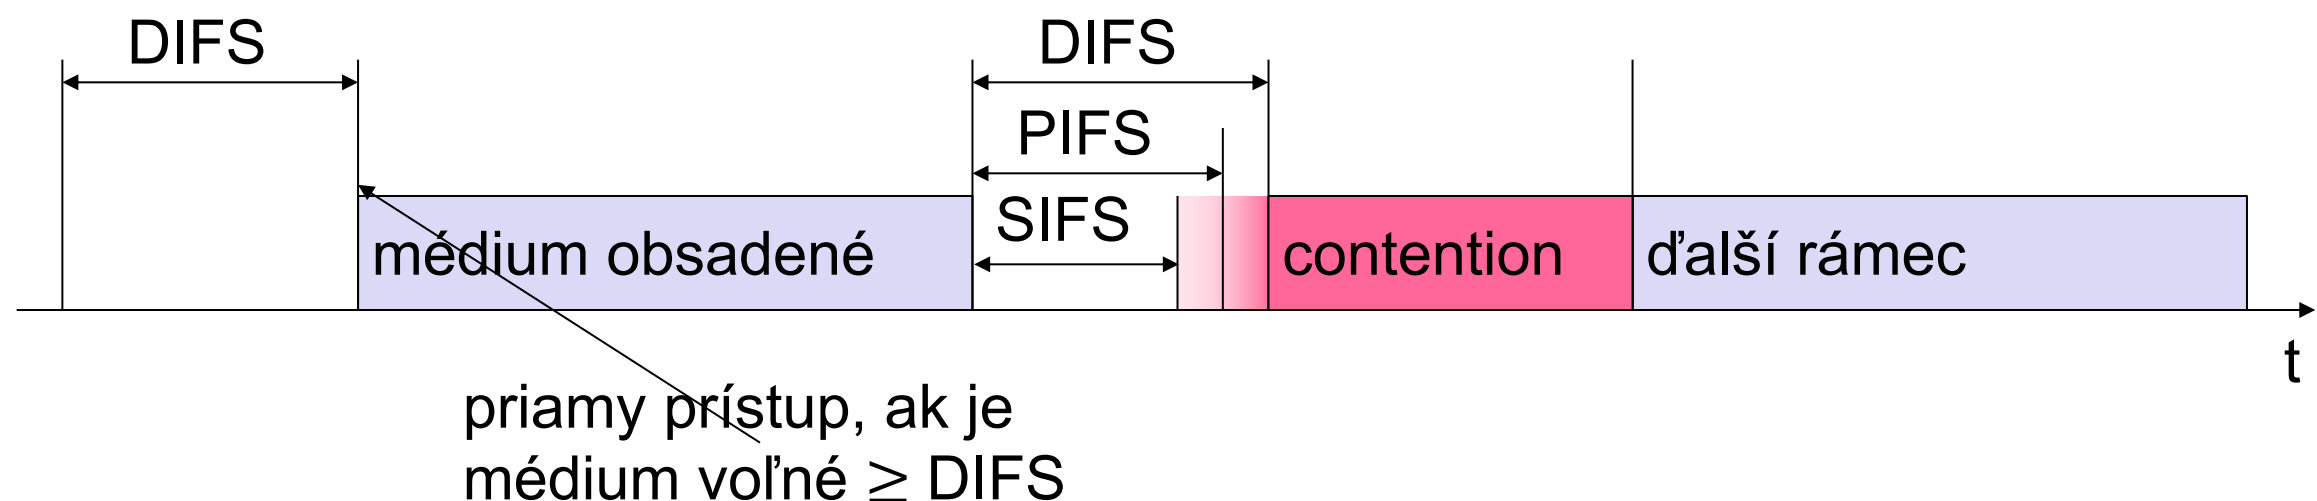 DIFS
DIFS
PIFS
SIFS
médium obsadené
contention
ďalší rámec
t
priamy prístup, ak je
médium voľné ≥ DIFS